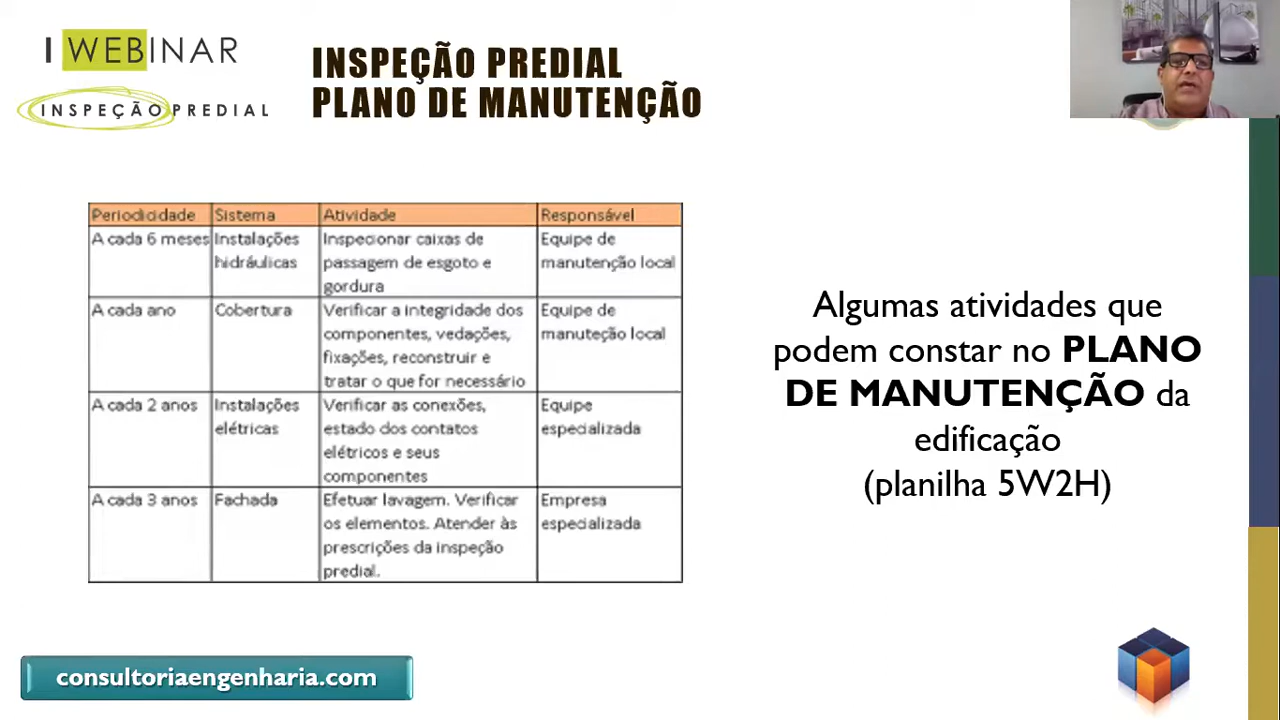 I WEBINAR
INSPEÇÃO PREDIAL
INSPEÇÃO PREDIAL
PLANO DE MANUTENÇÃO
Periodicidade Sistema Atividade Responsável
A cada 6 meses Instalações Inspecionar caixas de Equipe de
hidráulicas passagem de esgoto e manutenção local
gordura
A cada ano Cobertura Verificar a integridade dos Equipe de
componentes, vedações, manuteção local
fixações, reconstruir e
tratar o que for necessário
A cada 2 anos Instalações Verificar as conexões, Equipe
elétricas estado dos contatos especializada
elétricos e seus
componentes
A cada 3 anos Fachada Efetuar lavagem. Verificar Empresa
os elementos. Atender às especializada
prescrições da inspeção
predial.
Algumas atividades que
podem constar no PLANO
DE MANUTENÇÃO da
edificação
(planilha 5W2H)
consultoriaengenharia.com